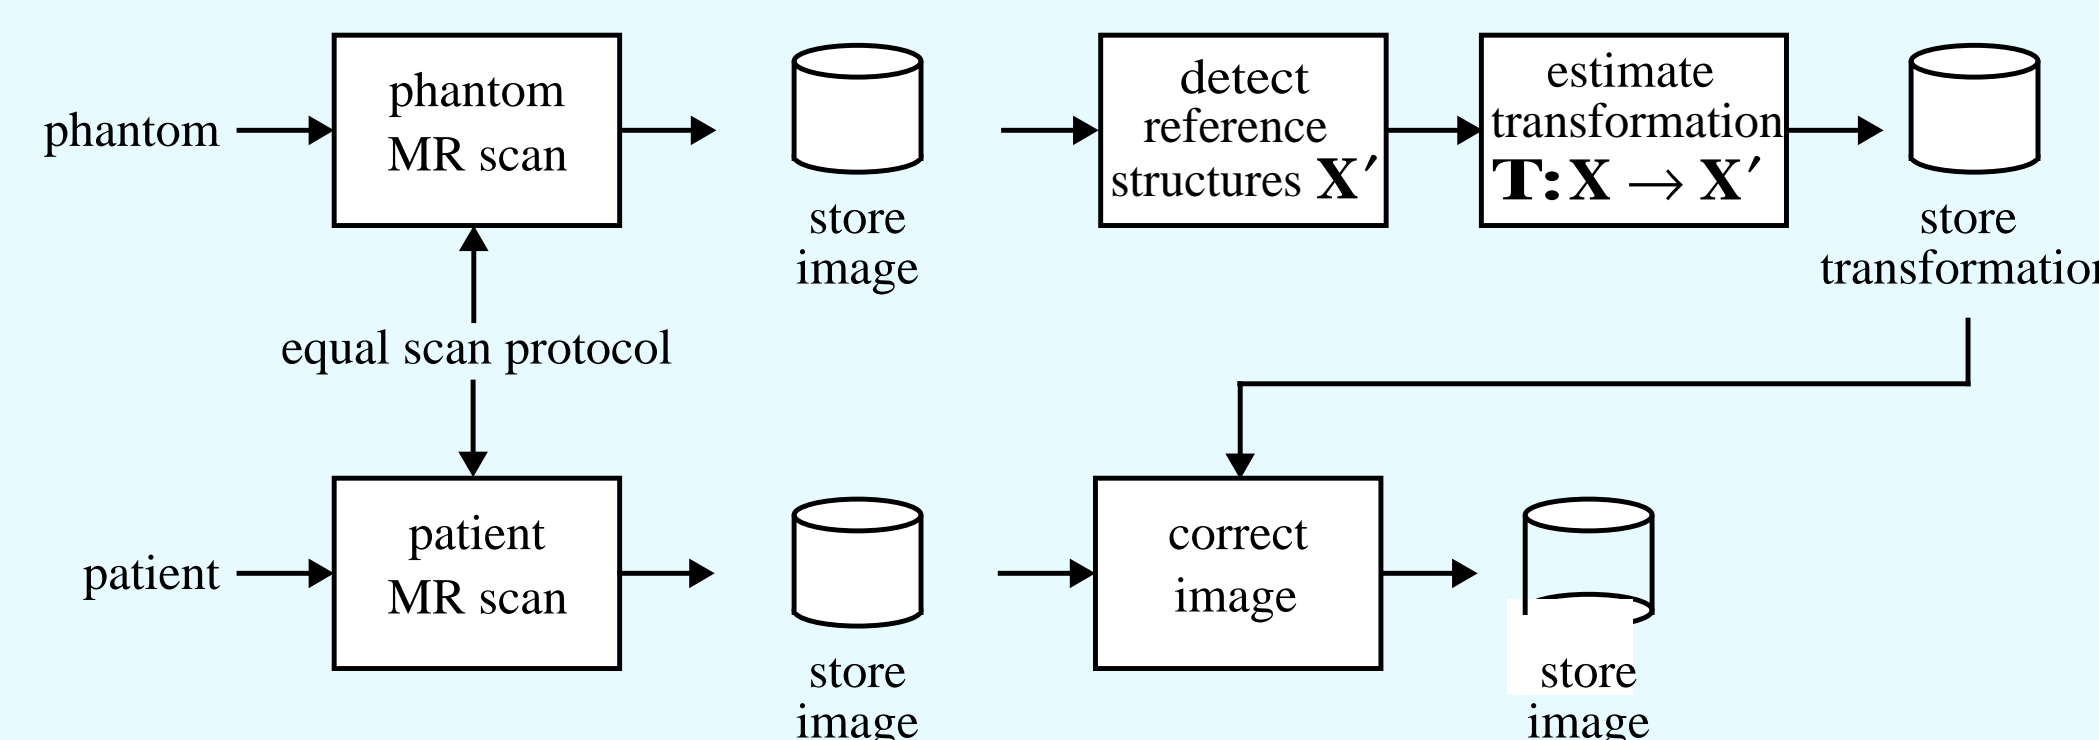 phantom
phantom
MR scan
store
image
detect
reference
structures X′
estimate
transformation
T:X → X′
store
transformation
equal scan protocol
patient
patient
MR scan
store
image
correct
image
store
image